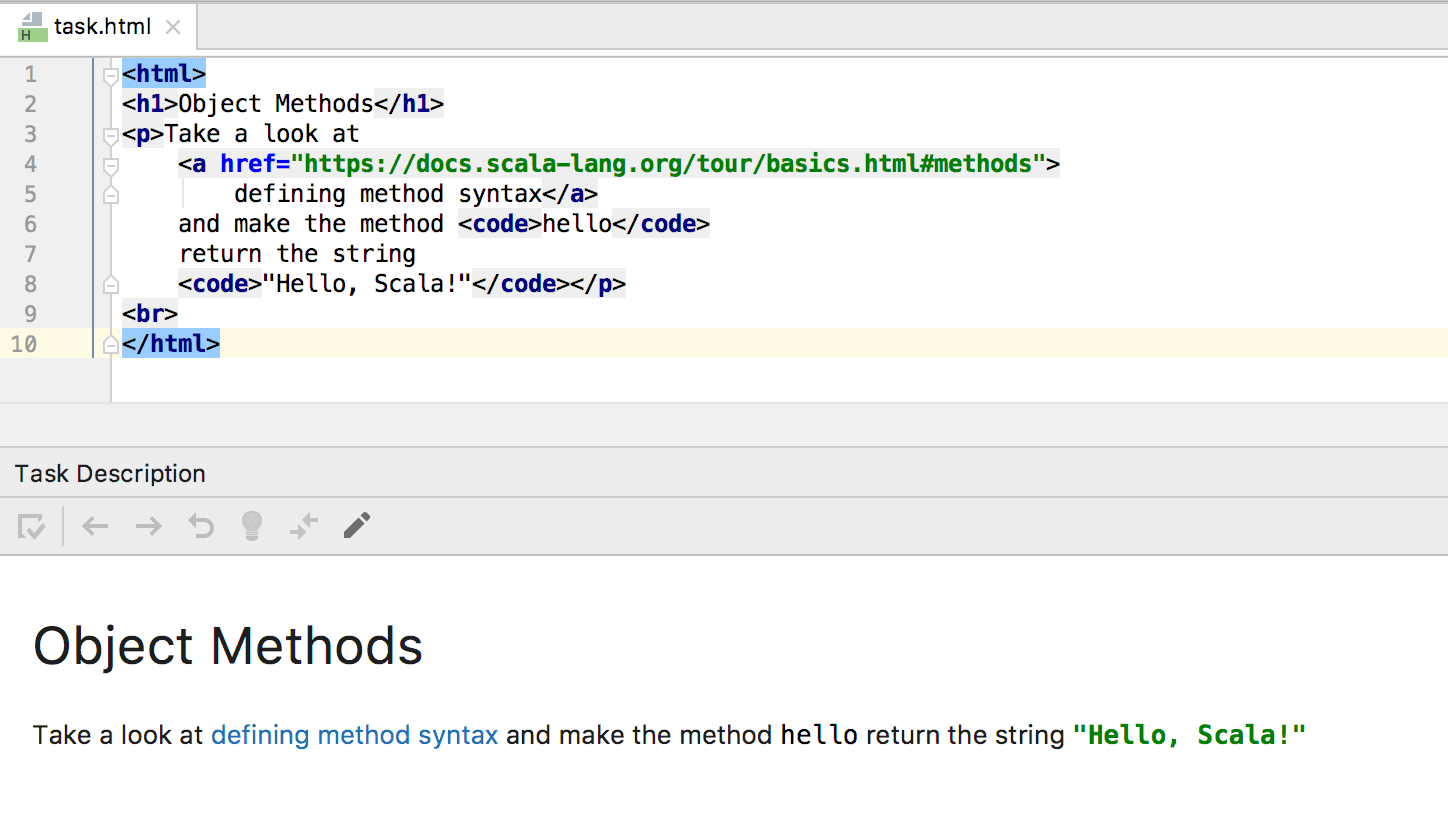 task.html
1 <html>
2 <h1>Object Methods</h1>
3 <p>Take a look at
4     <a href="https://docs.scala-lang.org/tour/basics.html#methods">
5         defining method syntax</a>
6     and make the method <code>hello</code>
7     return the string
8     <code>"Hello, Scala!"</code></p>
9 <br>
10 </html>
Task Description
Object Methods
Take a look at defining method syntax and make the method hello return the string "Hello, Scala!"